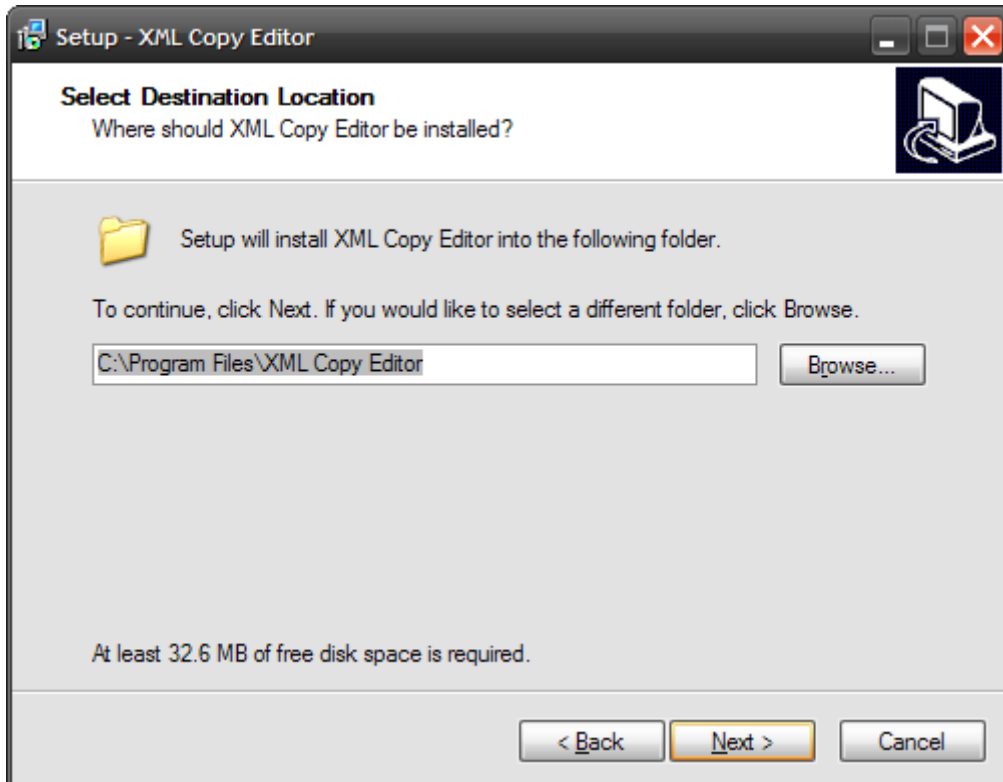 Setup - XML Copy Editor
Select Destination Location
Where should XML Copy Editor be installed?
Setup will install XML Copy Editor into the following folder.
To continue, click Next. If you would like to select a different folder, click Browse.
C:\Program Files\XML Copy Editor
Browse...
At least 32.6 MB of free disk space is required.
< Back
Next >
Cancel